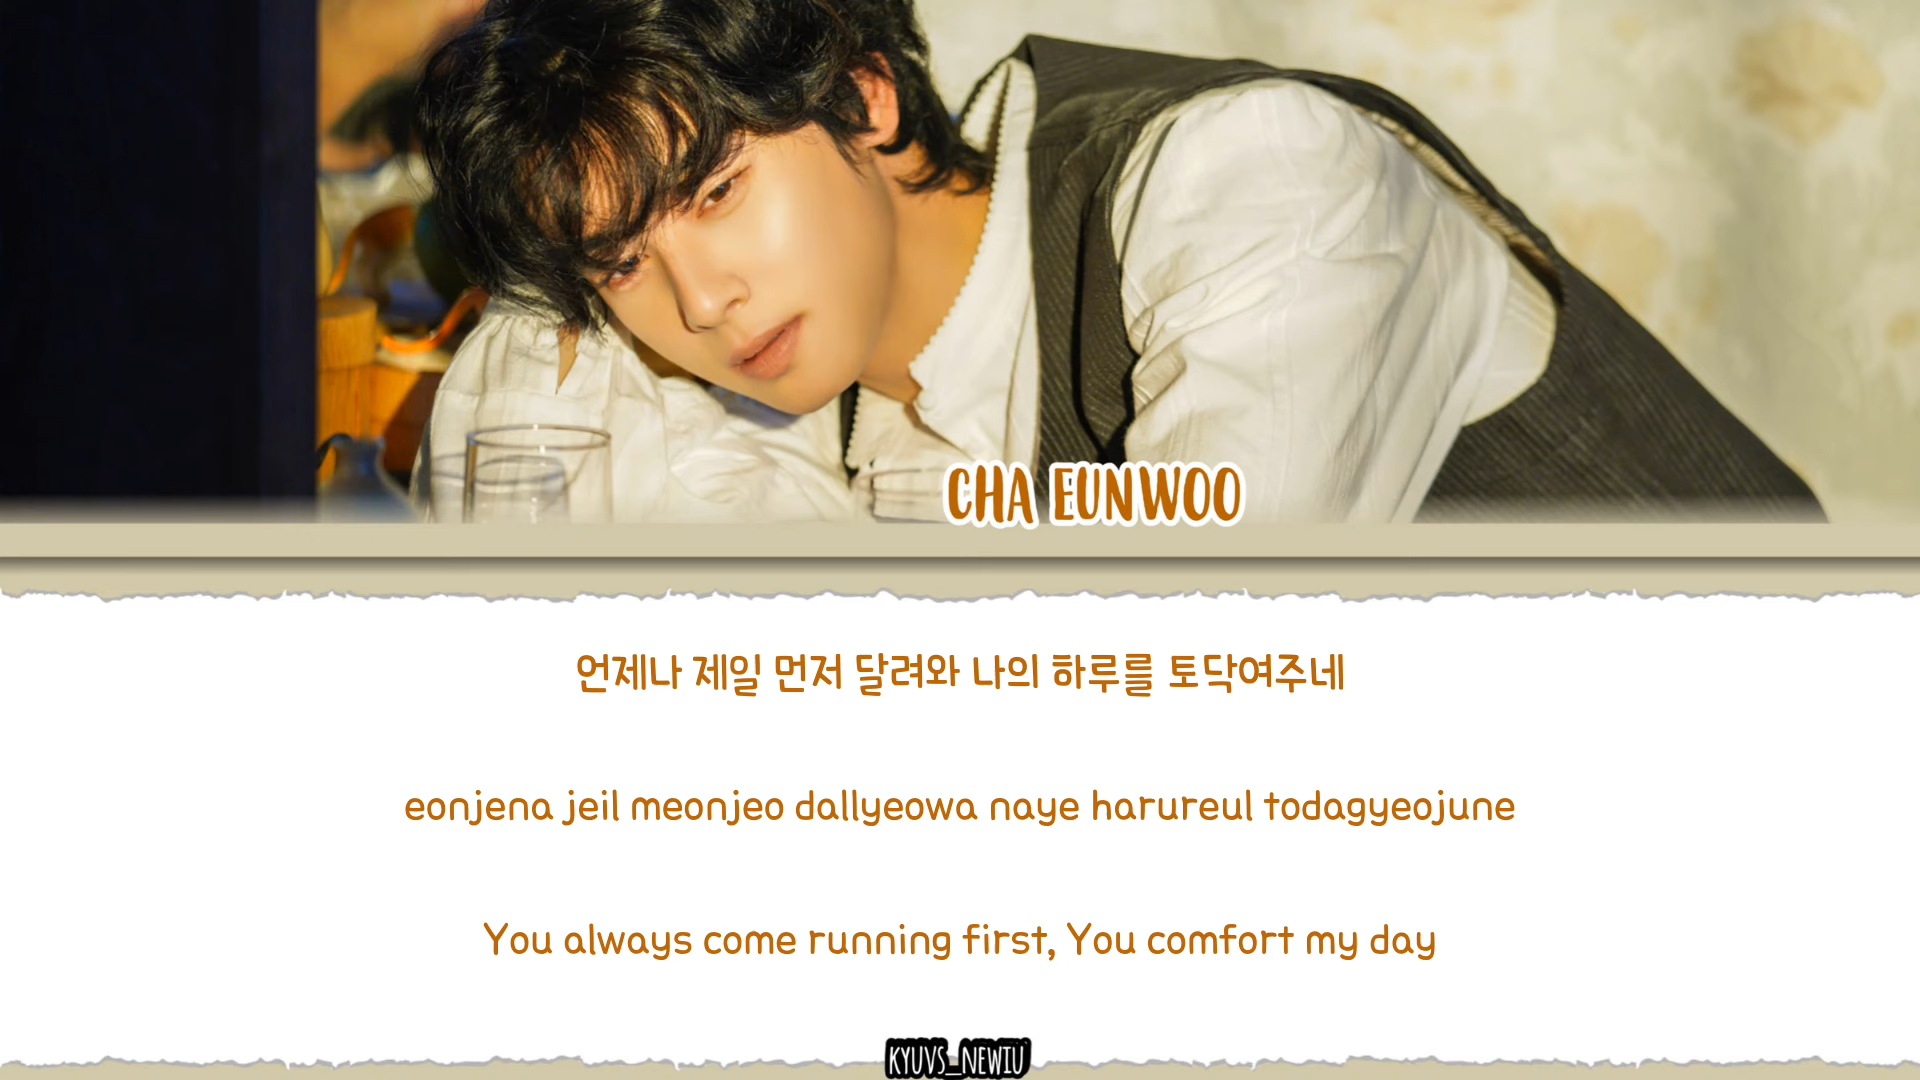 CHA EUNWOO
언제나 제일 먼저 달려와 나의 하루를 토닥여주네
eonjena jeil meonjeo dallyeowa naye harureul todagyeojune
You always come running first, You comfort my day
KYUVS_NEWIU